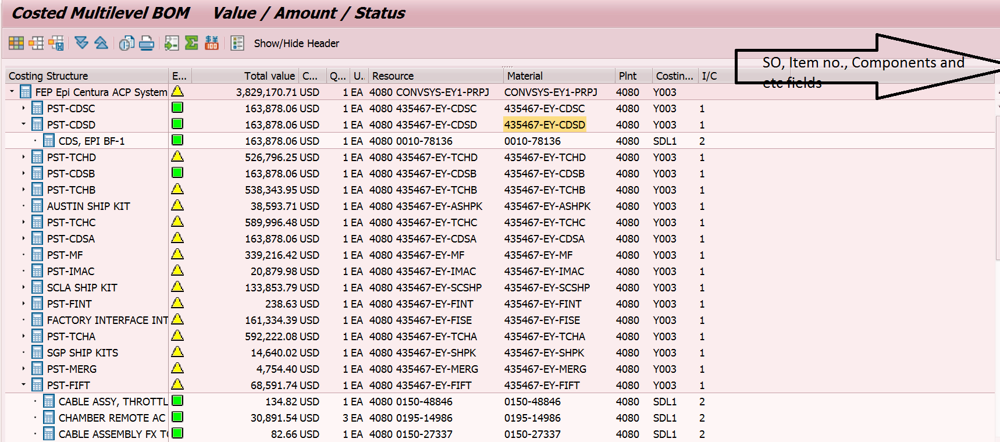 Costed Multilevel BOM Value / Amount / Status
Show/Hide Header
SO, Item no., Components and
etc fields
Costing Structure E... Total value C... Q... U.. Resource Material Plnt Costin... I/C
FEP Epi Centura ACP System 3,829,170.71 USD 1 EA 4080 CONVSYS-EY1-PRPJ CONVSYS-EY1-PRPJ 4080 Y003
PST-CDSC 163,878.06 USD 1 EA 4080 435467-EY-CDSC 435467-EY-CDSC 4080 Y003 1
PST-CDSD 163,878.06 USD 1 EA 4080 435467-EY-CDSD 435467-EY-CDSD 4080 Y003 1
CDS, EPI BF-1 163,878.06 USD 1 EA 4080 0010-78136 0010-78136 4080 SDL1 2
PST-TCHD 526,796.25 USD 1 EA 4080 435467-EY-TCHD 435467-EY-TCHD 4080 Y003 1
PST-CDSB 163,878.06 USD 1 EA 4080 435467-EY-CDSB 435467-EY-CDSB 4080 Y003 1
PST-TCHB 538,343.95 USD 1 EA 4080 435467-EY-TCHB 435467-EY-TCHB 4080 Y003 1
AUSTIN SHIP KIT 38,593.71 USD 1 EA 4080 435467-EY-ASHPK 435467-EY-ASHPK 4080 Y003 1
PST-TCHC 589,996.48 USD 1 EA 4080 435467-EY-TCHC 435467-EY-TCHC 4080 Y003 1
PST-CDSA 163,878.06 USD 1 EA 4080 435467-EY-CDSA 435467-EY-CDSA 4080 Y003 1
PST-MF 339,216.42 USD 1 EA 4080 435467-EY-MF 435467-EY-MF 4080 Y003 1
PST-IMAC 20,879.98 USD 1 EA 4080 435467-EY-IMAC 435467-EY-IMAC 4080 Y003 1
SCLA SHIP KIT 133,853.79 USD 1 EA 4080 435467-EY-SCSHP 435467-EY-SCSHP 4080 Y003 1
PST-FINT 238.63 USD 1 EA 4080 435467-EY-FINT 435467-EY-FINT 4080 Y003 1
FACTORY INTERFACE INT 161,334.39 USD 1 EA 4080 435467-EY-FISE 435467-EY-FISE 4080 Y003 1
PST-TCHA 592,222.08 USD 1 EA 4080 435467-EY-TCHA 435467-EY-TCHA 4080 Y003 1
SGP SHIP KITS 14,640.02 USD 1 EA 4080 435467-EY-SHPK 435467-EY-SHPK 4080 Y003 1
PST-MERG 4,754.40 USD 1 EA 4080 435467-EY-MERG 435467-EY-MERG 4080 Y003 1
PST-FIFT 68,591.74 USD 1 EA 4080 435467-EY-FIFT 435467-EY-FIFT 4080 Y003 1
CABLE ASSY, THROTTL 134.82 USD 1 EA 4080 0150-48846 0150-48846 4080 SDL1 2
CHAMBER REMOTE AC 30,891.54 USD 3 EA 4080 0195-14986 0195-14986 4080 SDL1 2
CABLE ASSEMBLY FX TC 82.66 USD 1 EA 4080 0150-27337 0150-27337 4080 SDL1 2